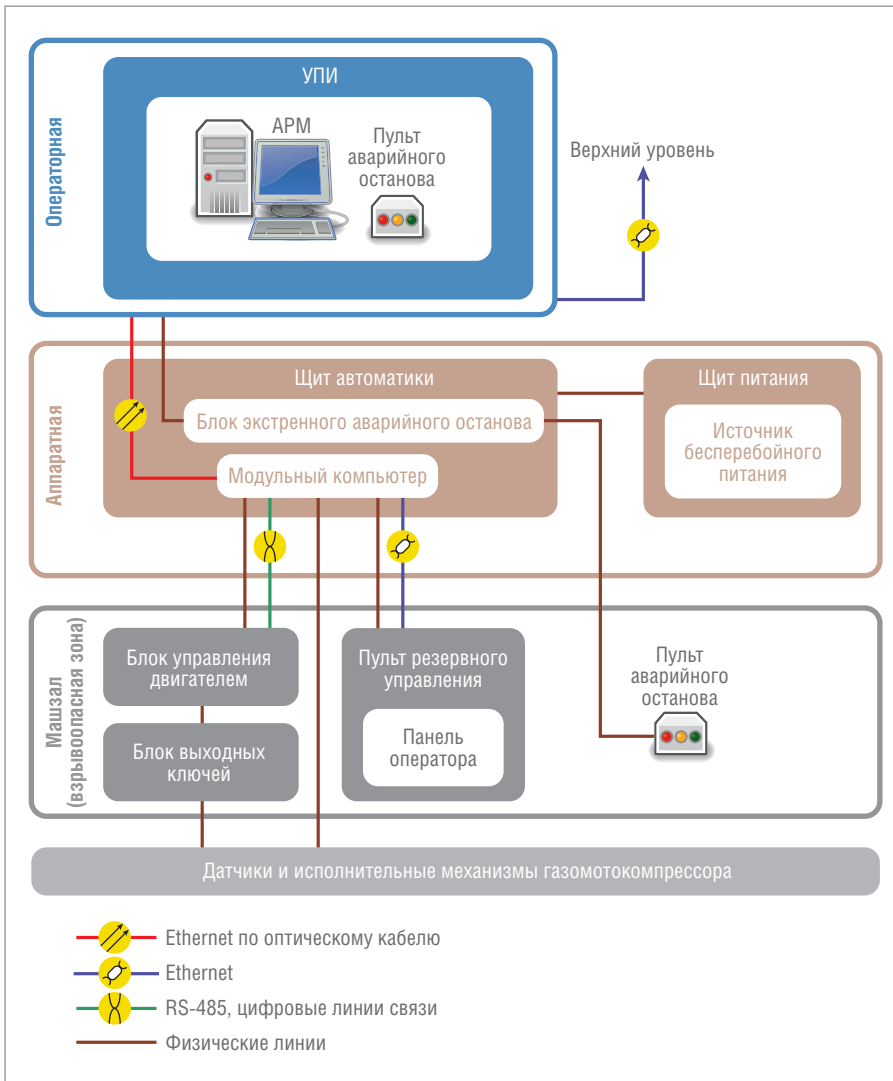 Операторная
УПИ
АРМ
Пульт
аварийного
останова
Верхний уровень
Аппаратная
Щит автоматики
Блок экстренного аварийного останова
Модульный компьютер
Щит питания
Источник
бесперебойного
питания
Машзал
(взрывоопасная зона)
Блок управления
двигателем
Блок выходных
ключей
Пульт резервного
управления
Панель
оператора
Пульт
аварийного
останова
Датчики и исполнительные механизмы газомотокомпрессора
Ethernet по оптическому кабелю
Ethernet
RS-485, цифровые линии связи
Физические линии